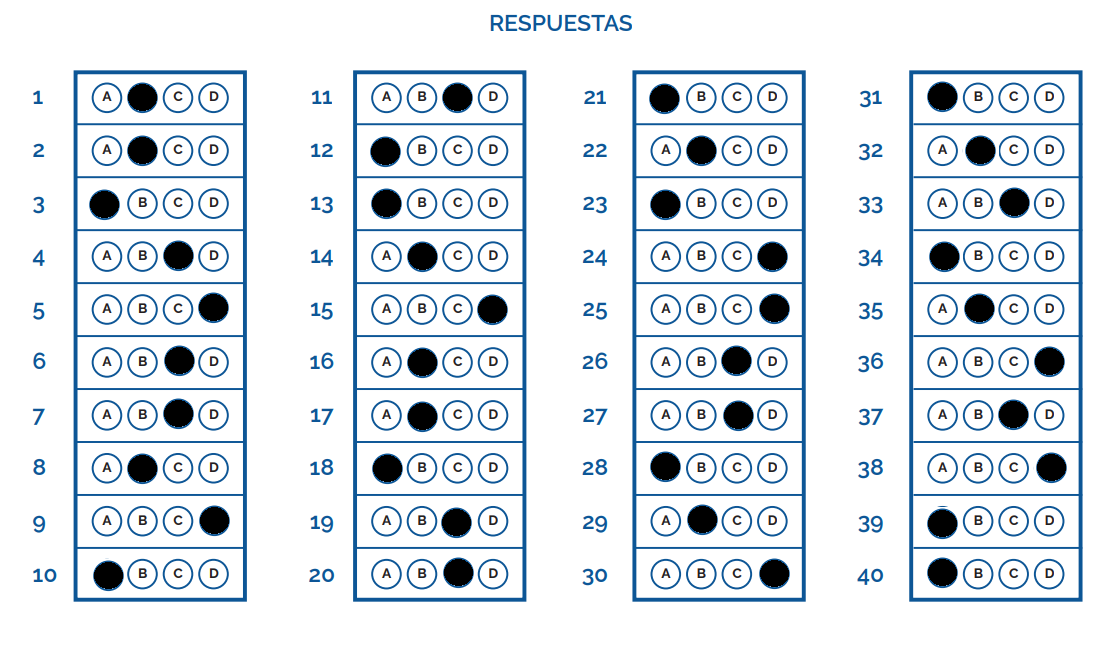 RESPUESTAS
1 A C D
2 A C D
3 B C D
4 A B D
5 A B C
6 A B D
7 A B D
8 A C D
9 A B C
10 B C D
11 A B D
12 B C D
13 B C D
14 A C D
15 A B C
16 A C D
17 A C D
18 B C D
19 A B D
20 A B D
21 B C D
22 A C D
23 B C D
24 A B C
25 A B C
26 A B D
27 A B D
28 B C D
29 A C D
30 A B C
31 B C D
32 A C D
33 A B D
34 B C D
35 A C D
36 A B C
37 A B D
38 A B C
39 B C D
40 B C D